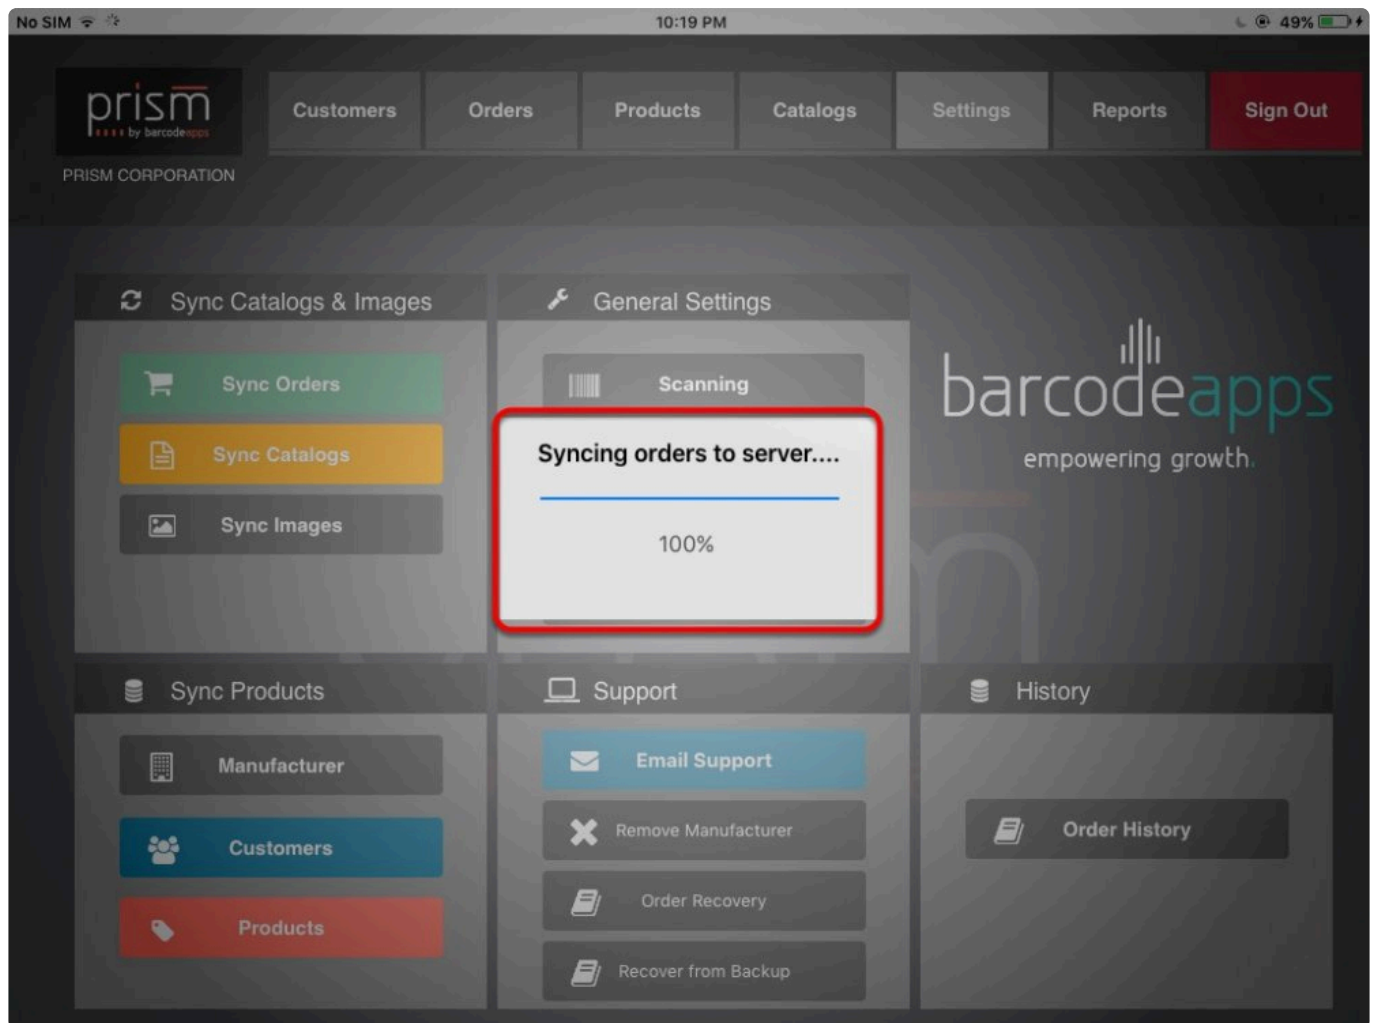 No SIM
10:19 PM
49%
prism
by barcodeapps
Customers
Orders
Products
Catalogs
Settings
Reports
Sign Out
PRISM CORPORATION
Sync Catalogs & Images
General Settings
Sync Orders
Scanning
Sync Catalogs
Sync Images
Syncing orders to server....
100%
barcodeapps
empowering growth.
Sync Products
Support
History
Manufacturer
Customers
Products
Email Support
Remove Manufacturer
Order Recovery
Recover from Backup
Order History